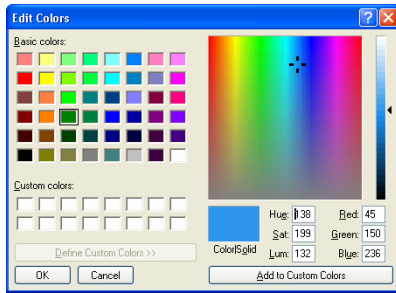 Edit Colors
Basic colors:
Custom colors:
Define Custom Colors >>
OK
Cancel
Color|Solid
Hue: 138
Sat: 199
Lum: 132
Red: 45
Green: 150
Blue: 236
Add to Custom Colors